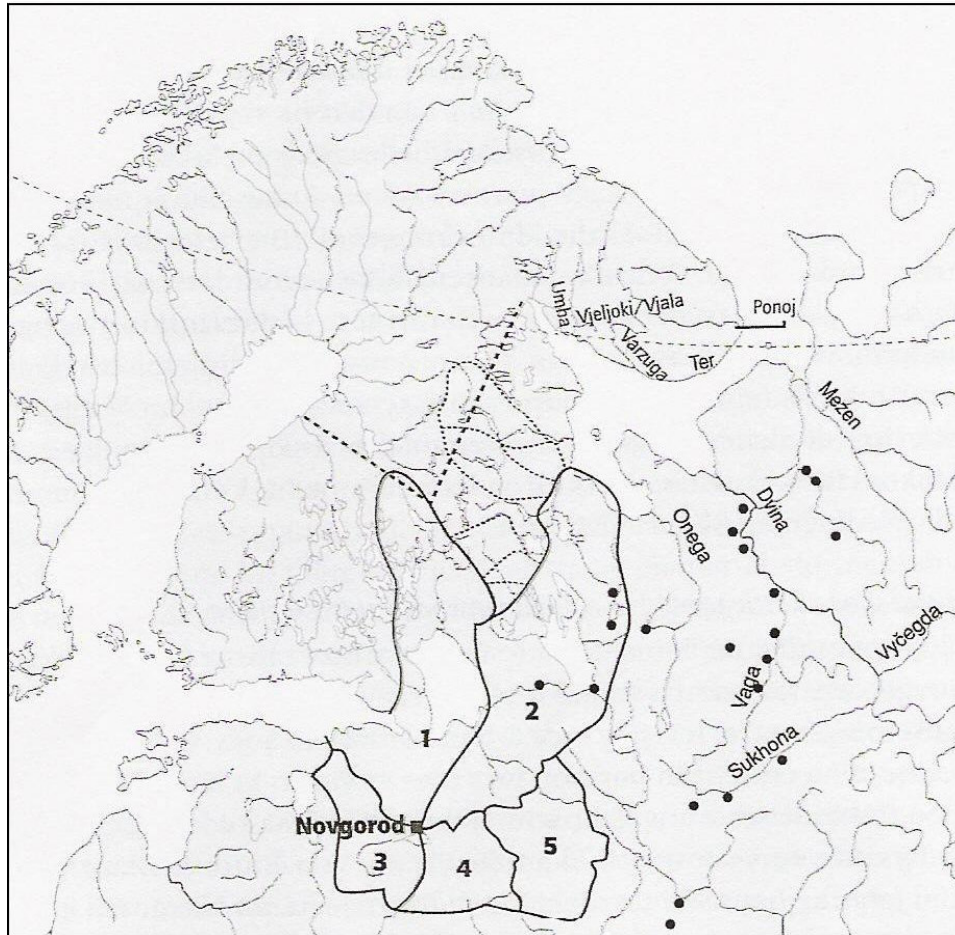 Umba
Vjeljoki/Vjala
Ponoj
Varzuga
Ter
Mezen
Dvina
Onega
Vyčegda
Vaga
2
1
Sukhona
Novgorod
5
3
4